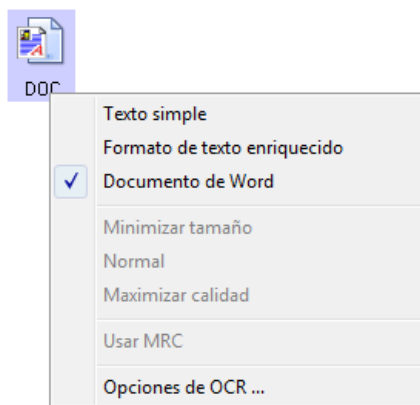 DOC
Texto simple
Formato de texto enriquecido
Documento de Word
Minimizar tamaño
Normal
Maximizar calidad
Usar MRC
Opciones de OCR ...